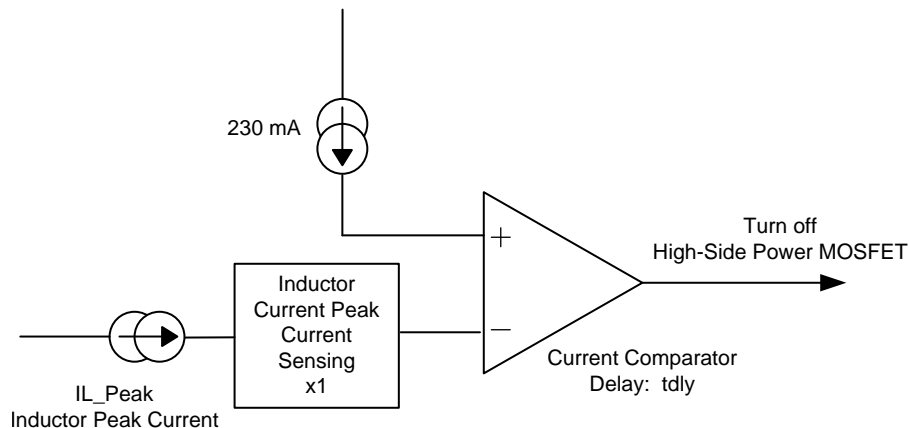 230 mA
+
Turn off
High-Side Power MOSFET
Inductor
Current Peak
Current
Sensing
x1
−
Current Comparator
Delay: tdly
IL_Peak
Inductor Peak Current